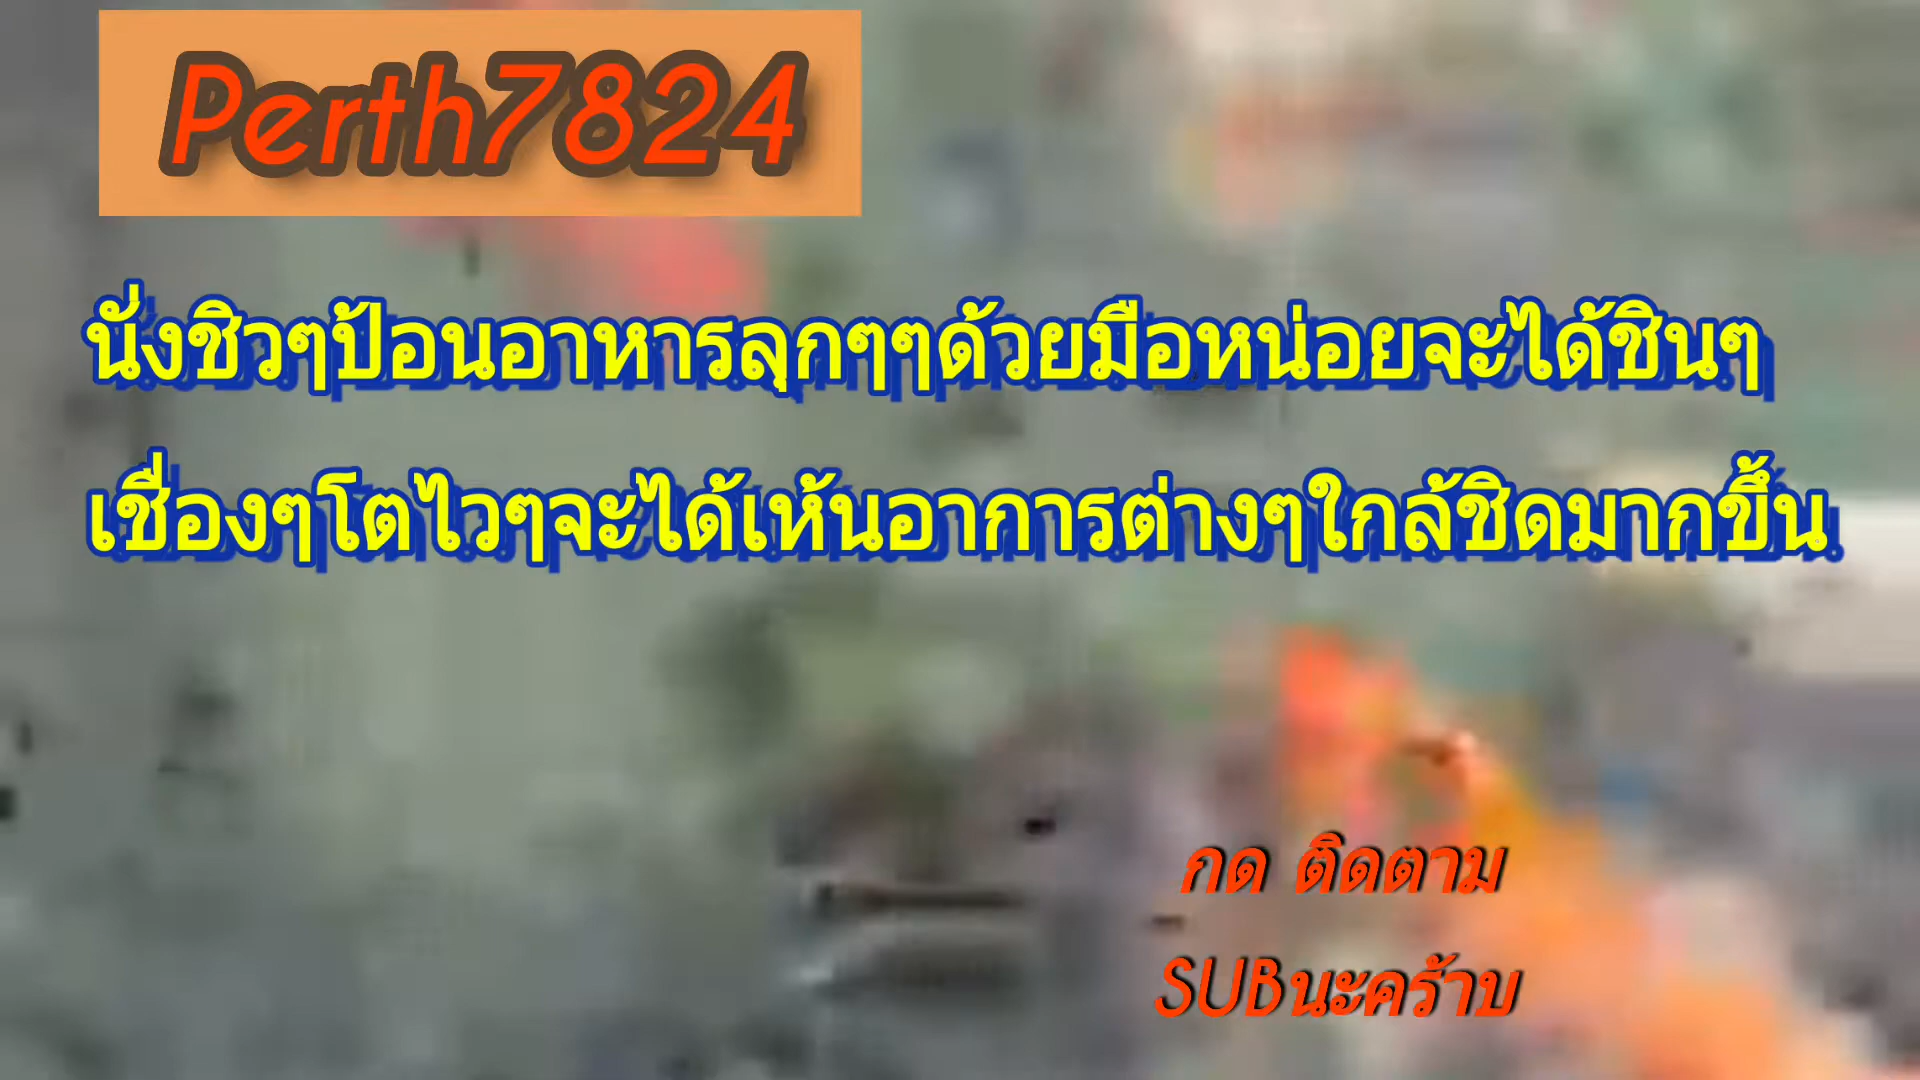 Perth7824
นั่งชิวๆป้อนอาหารลุกๆๆด้วยมือหน่อยจะได้ชินๆ
เชื่องๆโตไวๆจะได้เห้นอาการต่างๆใกล้ชิดมากขึ้น
กด ติดตาม
SUBนะคร้าบ